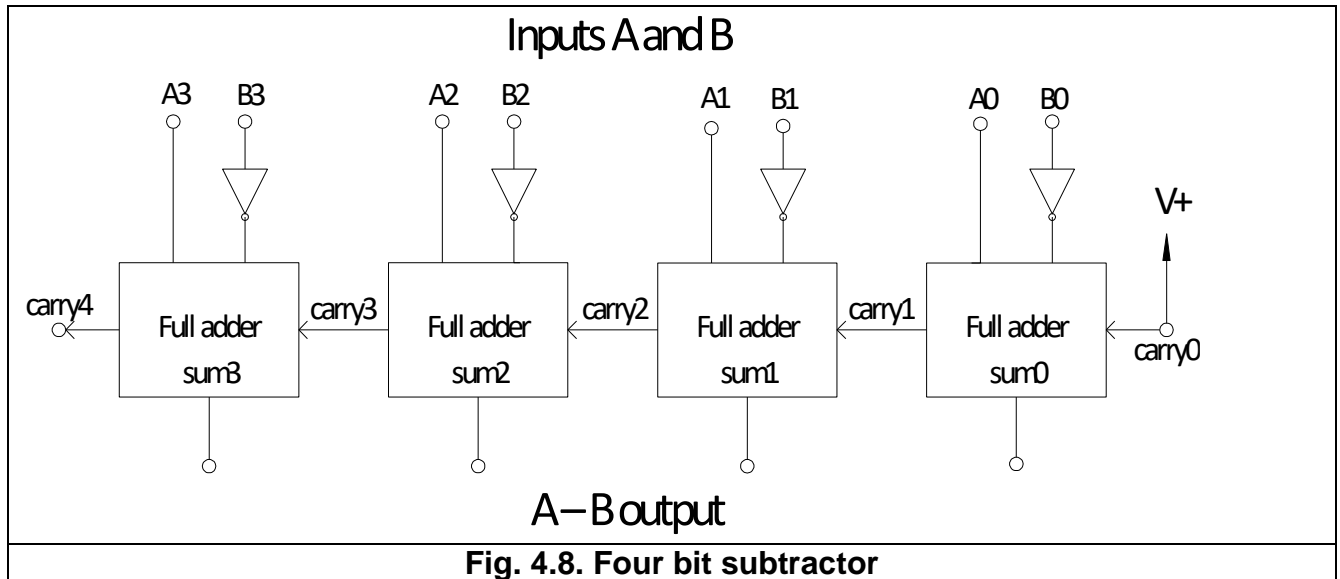 Inputs A and B
A3 B3 A2 B2 A1 B1 A0 B0
V+
carry4 Full adder carry3 Full adder carry2 Full adder carry1 Full adder carry0
sum3 sum2 sum1 sum0
A – B output
Fig. 4.8. Four bit subtractor